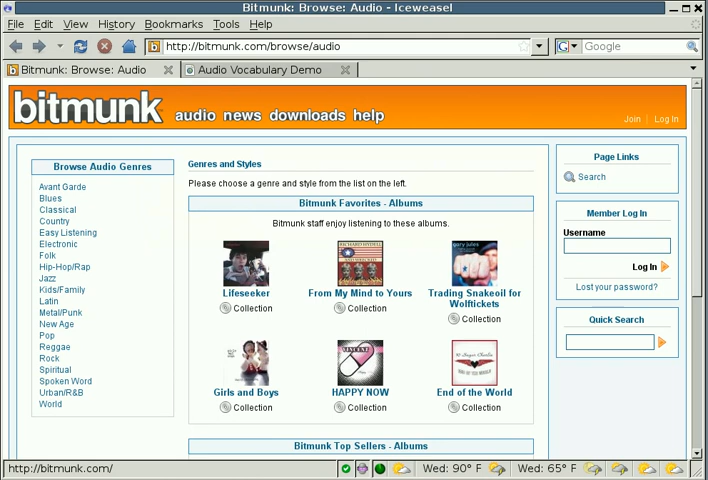 Bitmunk: Browse: Audio - Iceweasel
File Edit View History Bookmarks Tools Help
http://bitmunk.com/browse/audio
Google
Bitmunk: Browse: Audio
Audio Vocabulary Demo
bitmunk audio news downloads help
Join | Log In
Browse Audio Genres
Avant Garde
Blues
Classical
Country
Easy Listening
Electronic
Folk
Hip-Hop/Rap
Jazz
Kids/Family
Latin
Metal/Punk
New Age
Pop
Reggae
Rock
Spiritual
Spoken Word
Urban/R&B
World
Genres and Styles
Please choose a genre and style from the list on the left.
Bitmunk Favorites - Albums
Bitmunk staff enjoy listening to these albums.
gary jules
Lifeseeker
Collection
From My Mind to Yours
Collection
Trading Snakeoil for
Wolftickets
Collection
VINCENT
Girls and Boys
Collection
HAPPY NOW
Collection
End of the World
Collection
Bitmunk Top Sellers - Albums
Page Links
Search
Member Log In
Username
Log In
Lost your password?
Quick Search
http://bitmunk.com/
Wed: 90° F
Wed: 65° F